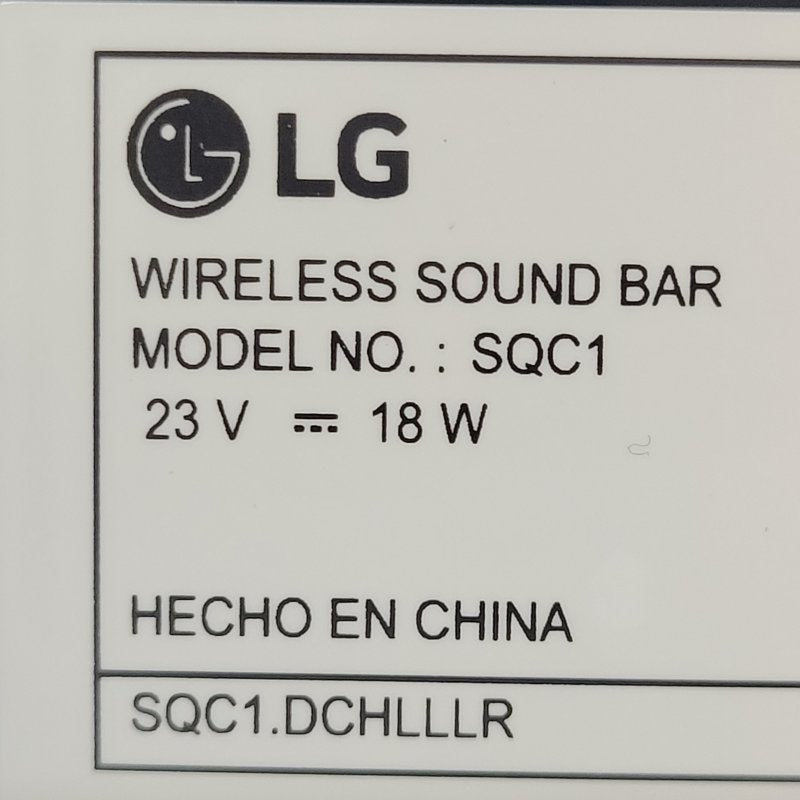 LG
WIRELESS SOUND BAR
MODEL NO. : SQC1
23 V ⎓ 18 W
HECHO EN CHINA
SQC1.DCHLLLR